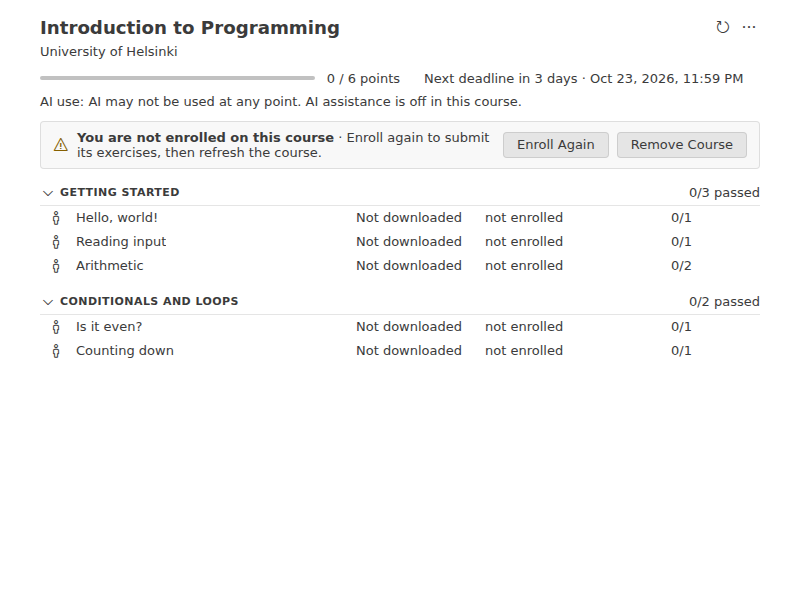 Introduction to Programming
University of Helsinki
0 / 6 points Next deadline in 3 days · Oct 23, 2026, 11:59 PM
AI use: AI may not be used at any point. AI assistance is off in this course.
You are not enrolled on this course · Enroll again to submit
its exercises, then refresh the course.
Enroll Again Remove Course
GETTING STARTED 0/3 passed
Hello, world! Not downloaded not enrolled 0/1
Reading input Not downloaded not enrolled 0/1
Arithmetic Not downloaded not enrolled 0/2
CONDITIONALS AND LOOPS 0/2 passed
Is it even? Not downloaded not enrolled 0/1
Counting down Not downloaded not enrolled 0/1